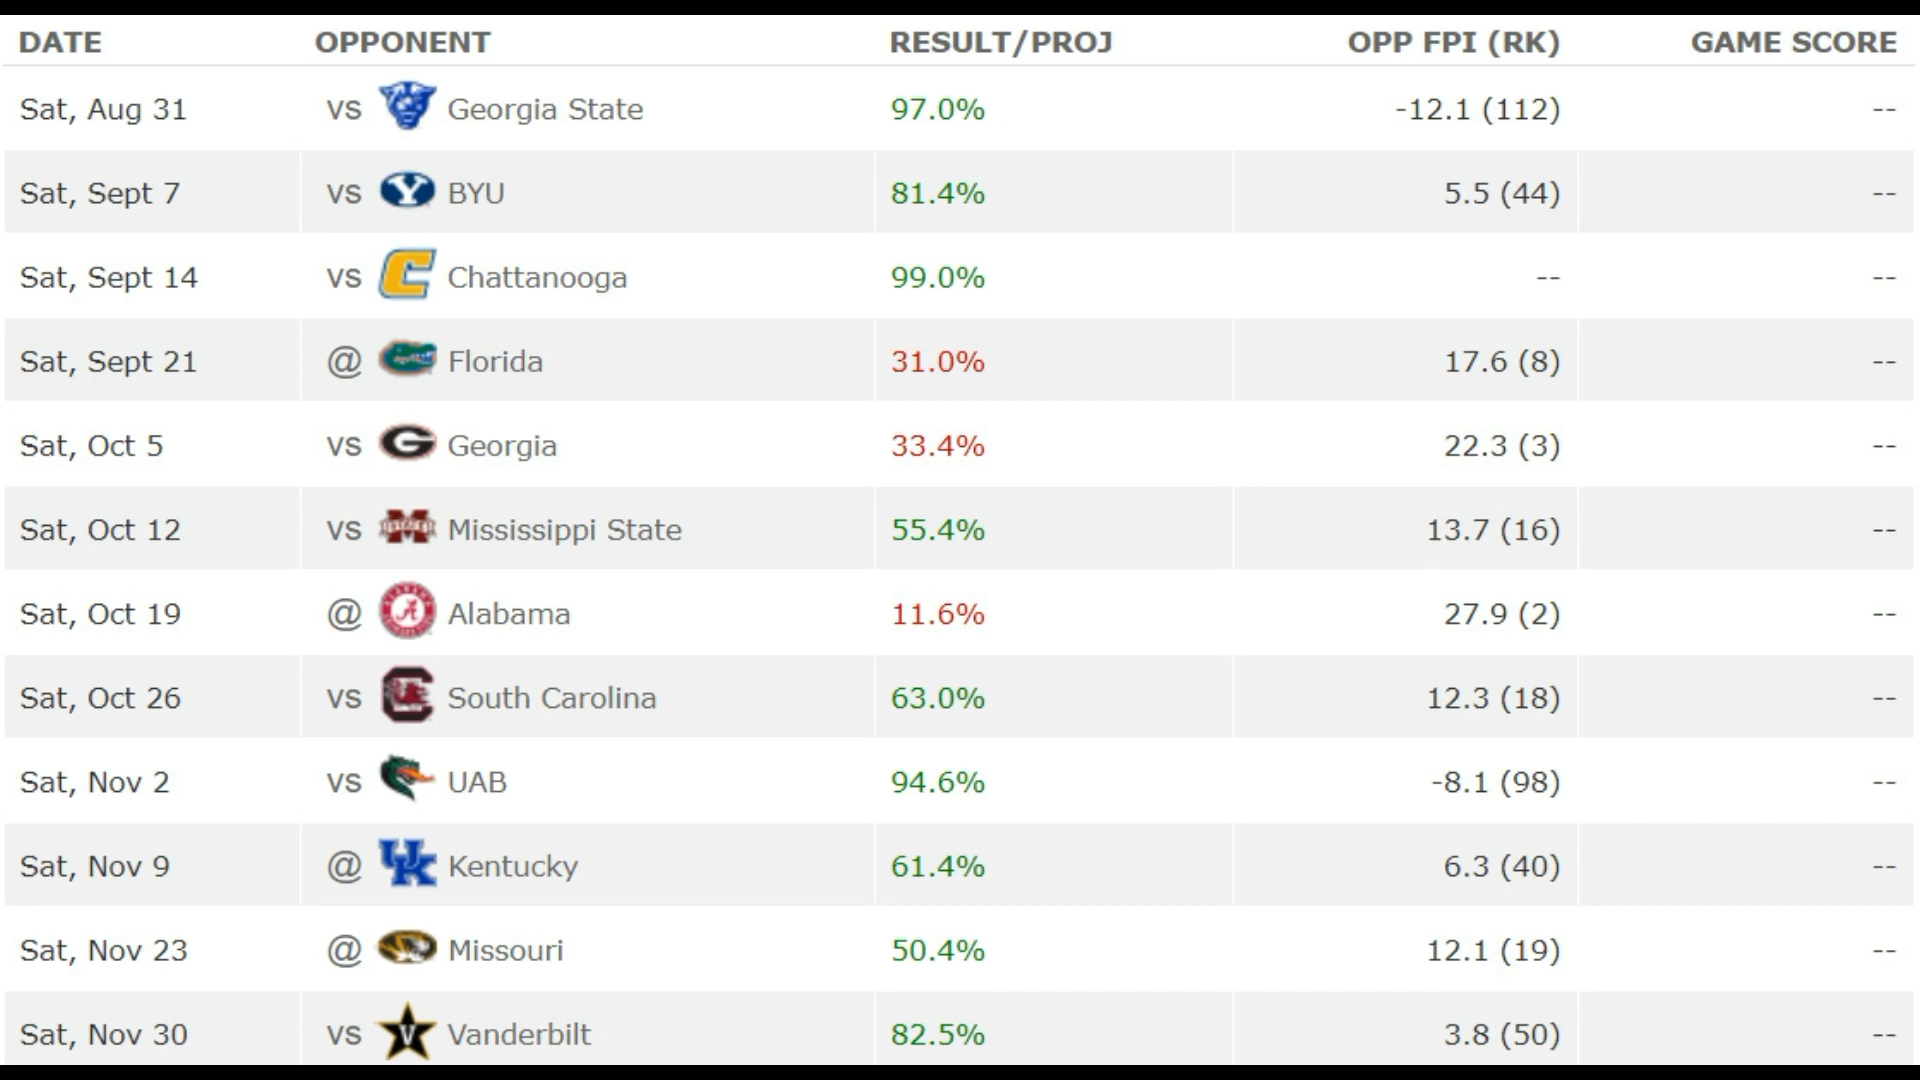 DATE OPPONENT RESULT/PROJ OPP FPI (RK) GAME SCORE
Sat, Aug 31 vs Georgia State 97.0% -12.1 (112) --
Sat, Sept 7 vs BYU 81.4% 5.5 (44) --
Sat, Sept 14 vs Chattanooga 99.0% -- --
Sat, Sept 21 @ Florida 31.0% 17.6 (8) --
Sat, Oct 5 vs Georgia 33.4% 22.3 (3) --
Sat, Oct 12 vs Mississippi State 55.4% 13.7 (16) --
Sat, Oct 19 @ Alabama 11.6% 27.9 (2) --
Sat, Oct 26 vs South Carolina 63.0% 12.3 (18) --
Sat, Nov 2 vs UAB 94.6% -8.1 (98) --
Sat, Nov 9 @ Kentucky 61.4% 6.3 (40) --
Sat, Nov 23 @ Missouri 50.4% 12.1 (19) --
Sat, Nov 30 vs Vanderbilt 82.5% 3.8 (50) --